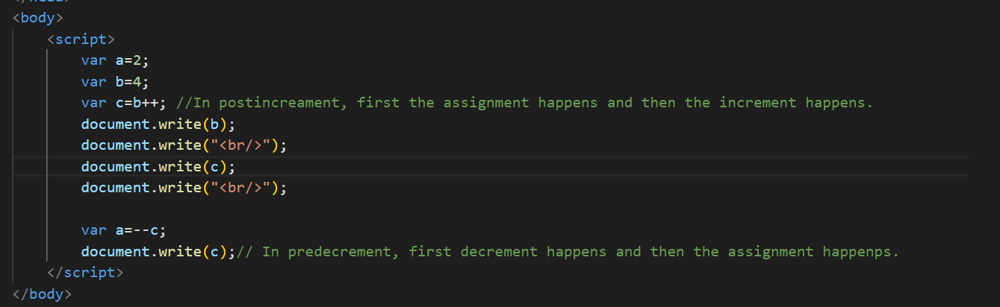 </head>
<body>
<script>
var a=2;
var b=4;
var c=b++; //In postincreament, first the assignment happens and then the increment happens.
document.write(b);
document.write("<br/>");
document.write(c);
document.write("<br/>");
var a=--c;
document.write(c);// In predecrement, first decrement happens and then the assignment happenps.
</script>
</body>